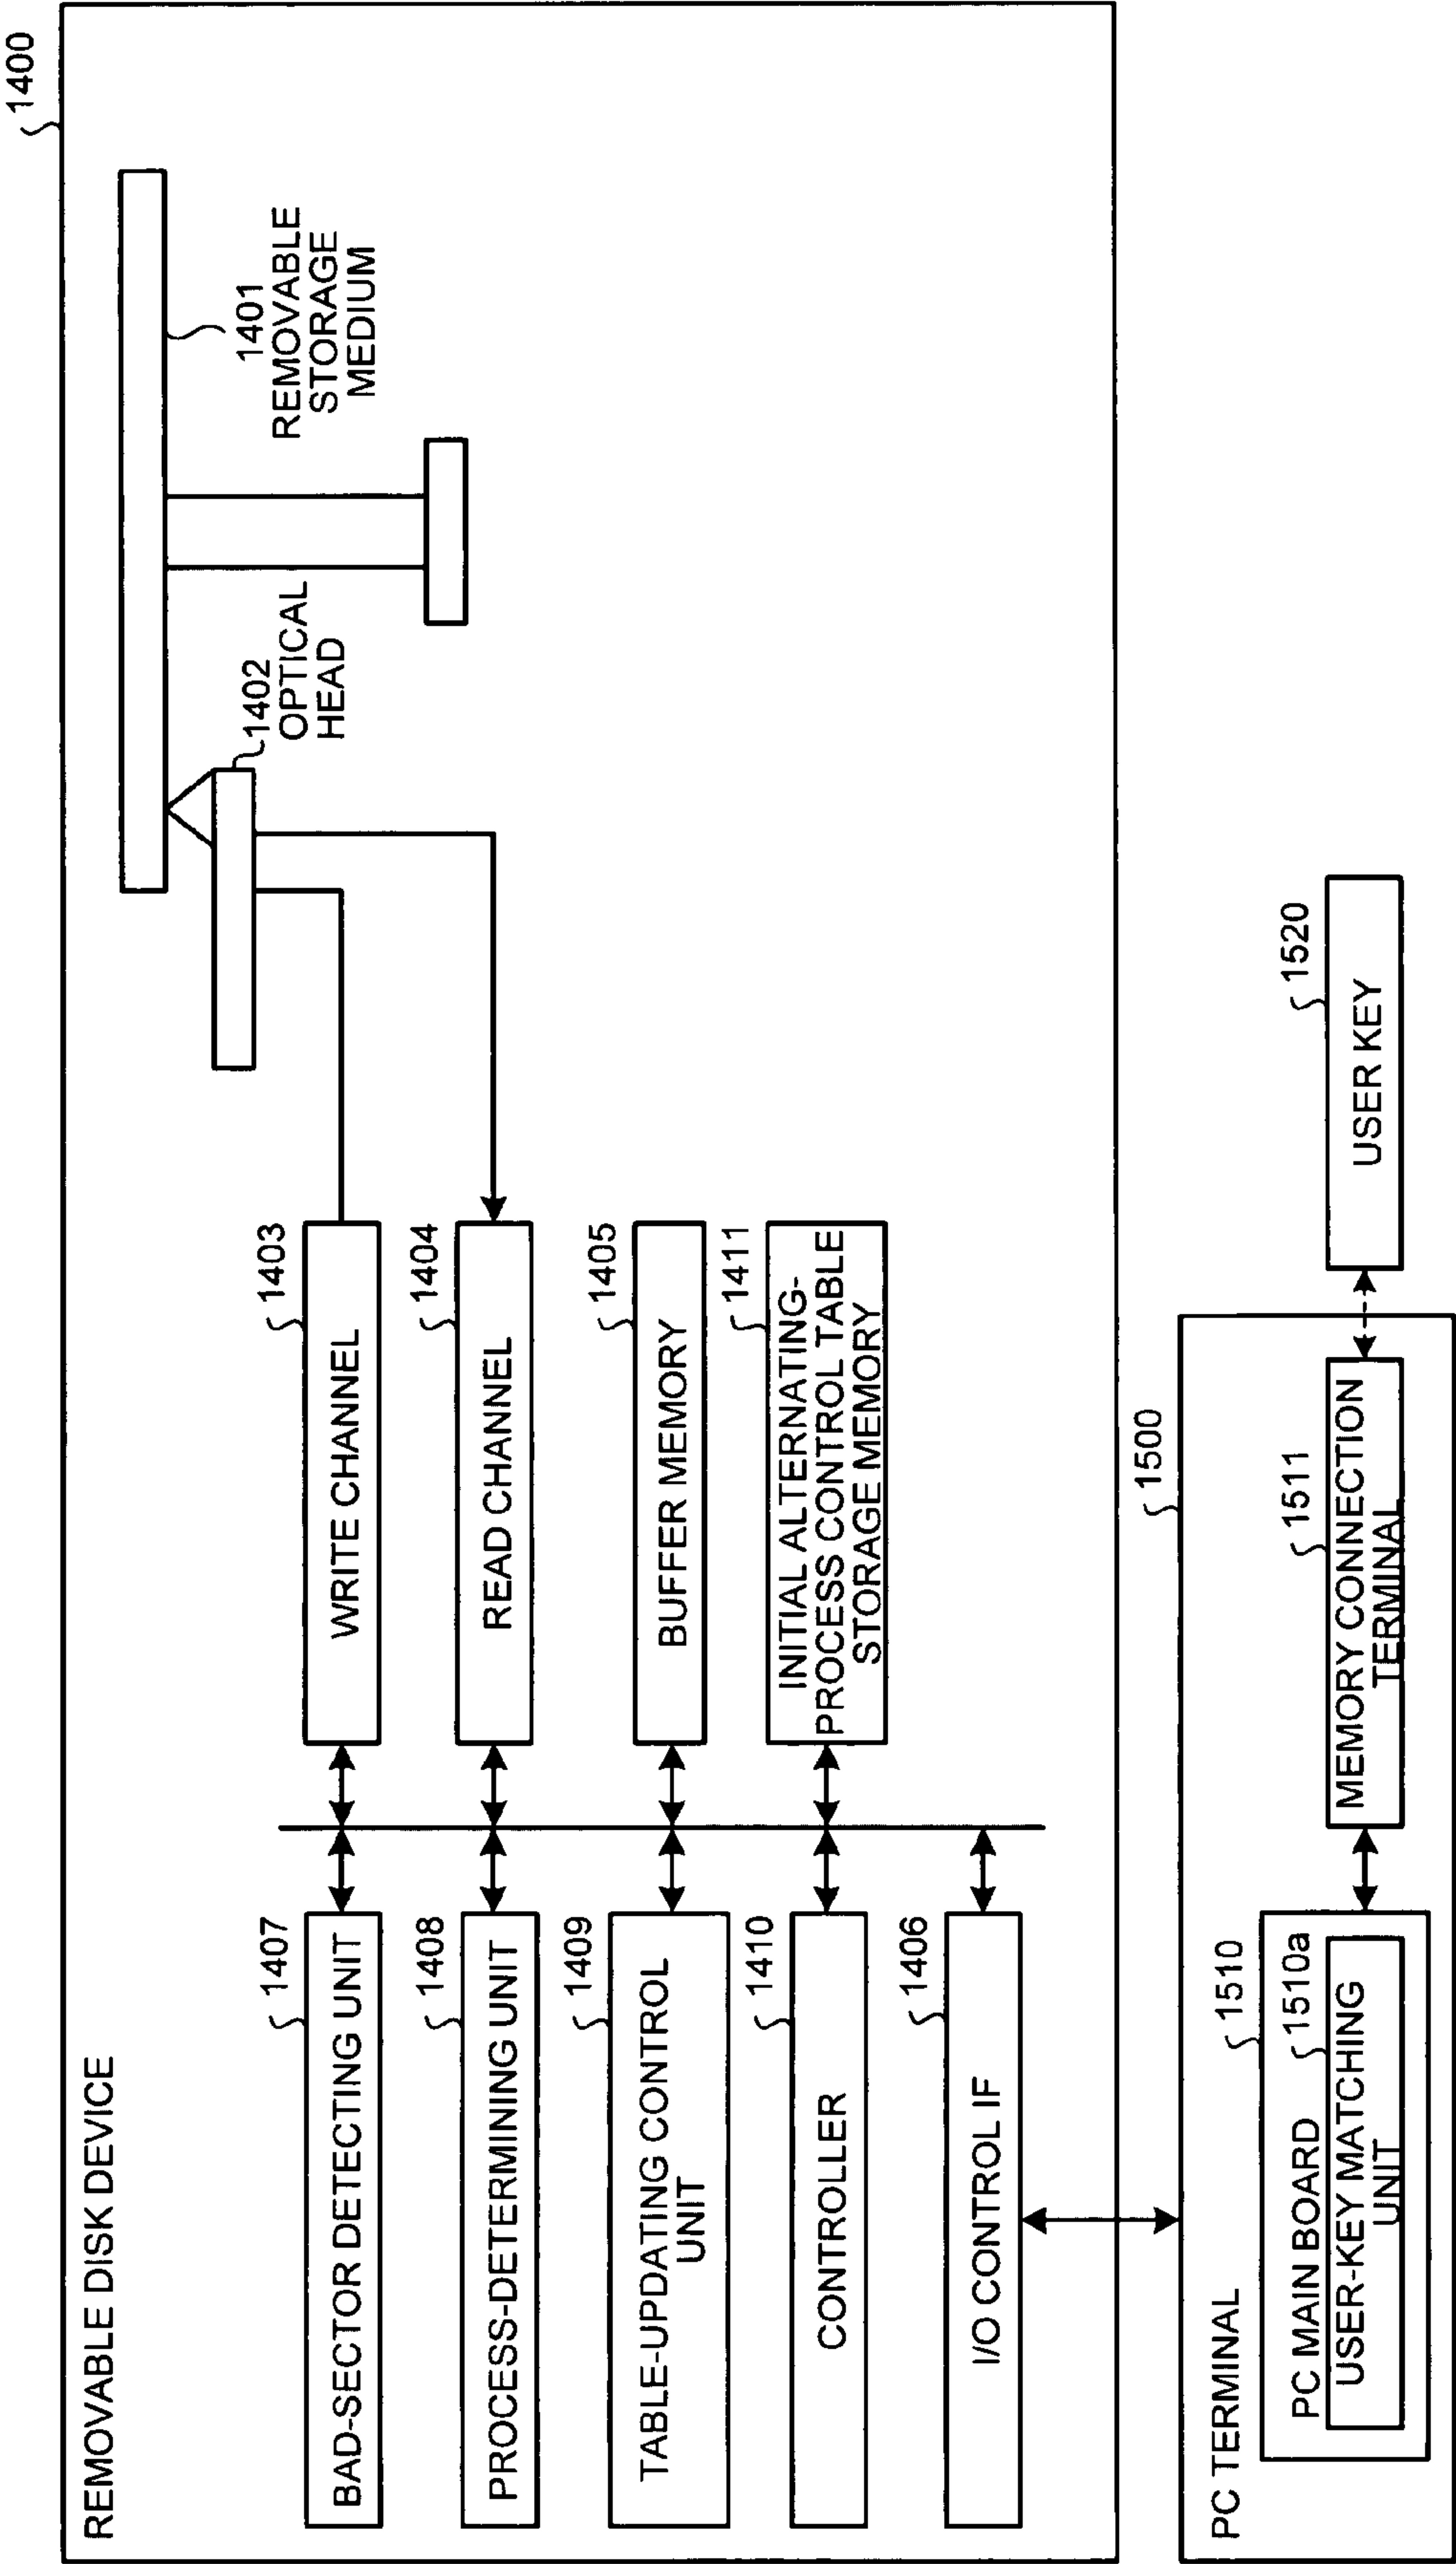 1400
REMOVABLE DISK DEVICE
1401
REMOVABLE
STORAGE
MEDIUM
1402
OPTICAL
HEAD
1407
BAD-SECTOR DETECTING UNIT
1403
WRITE CHANNEL
1408
PROCESS-DETERMINING UNIT
1404
READ CHANNEL
1409
TABLE-UPDATING CONTROL
UNIT
1405
BUFFER MEMORY
1410
CONTROLLER
1411
INITIAL ALTERNATING-
PROCESS CONTROL TABLE
STORAGE MEMORY
1406
I/O CONTROL IF
1500
PC TERMINAL
1510
PC MAIN BOARD
1510a
USER-KEY MATCHING
UNIT
1511
MEMORY CONNECTION
TERMINAL
1520
USER KEY